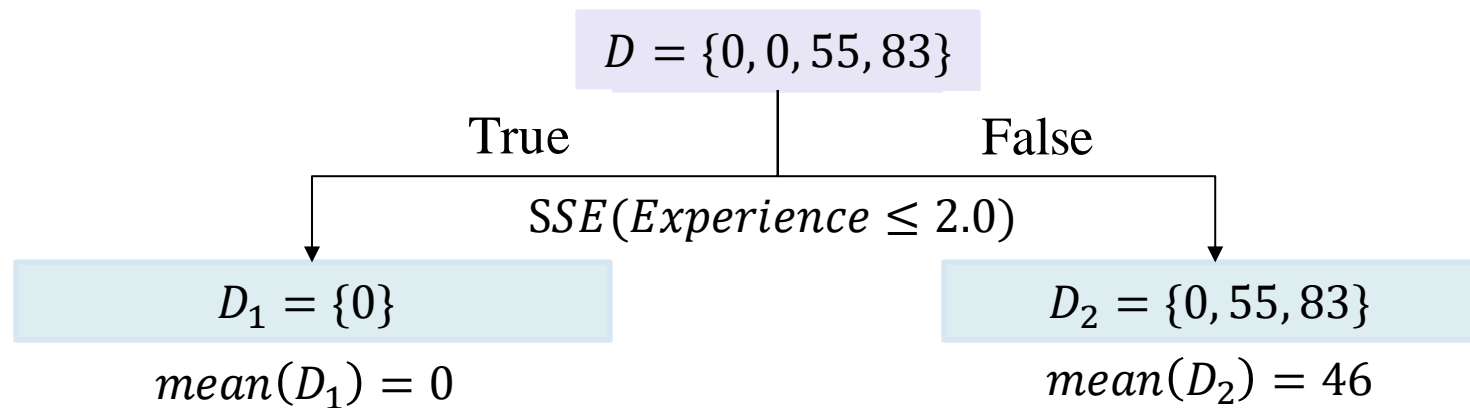 D = {0, 0, 55, 83}
True False
SSE(Experience ≤ 2.0)
D₁ = {0} D₂ = {0, 55, 83}
mean(D₁) = 0 mean(D₂) = 46